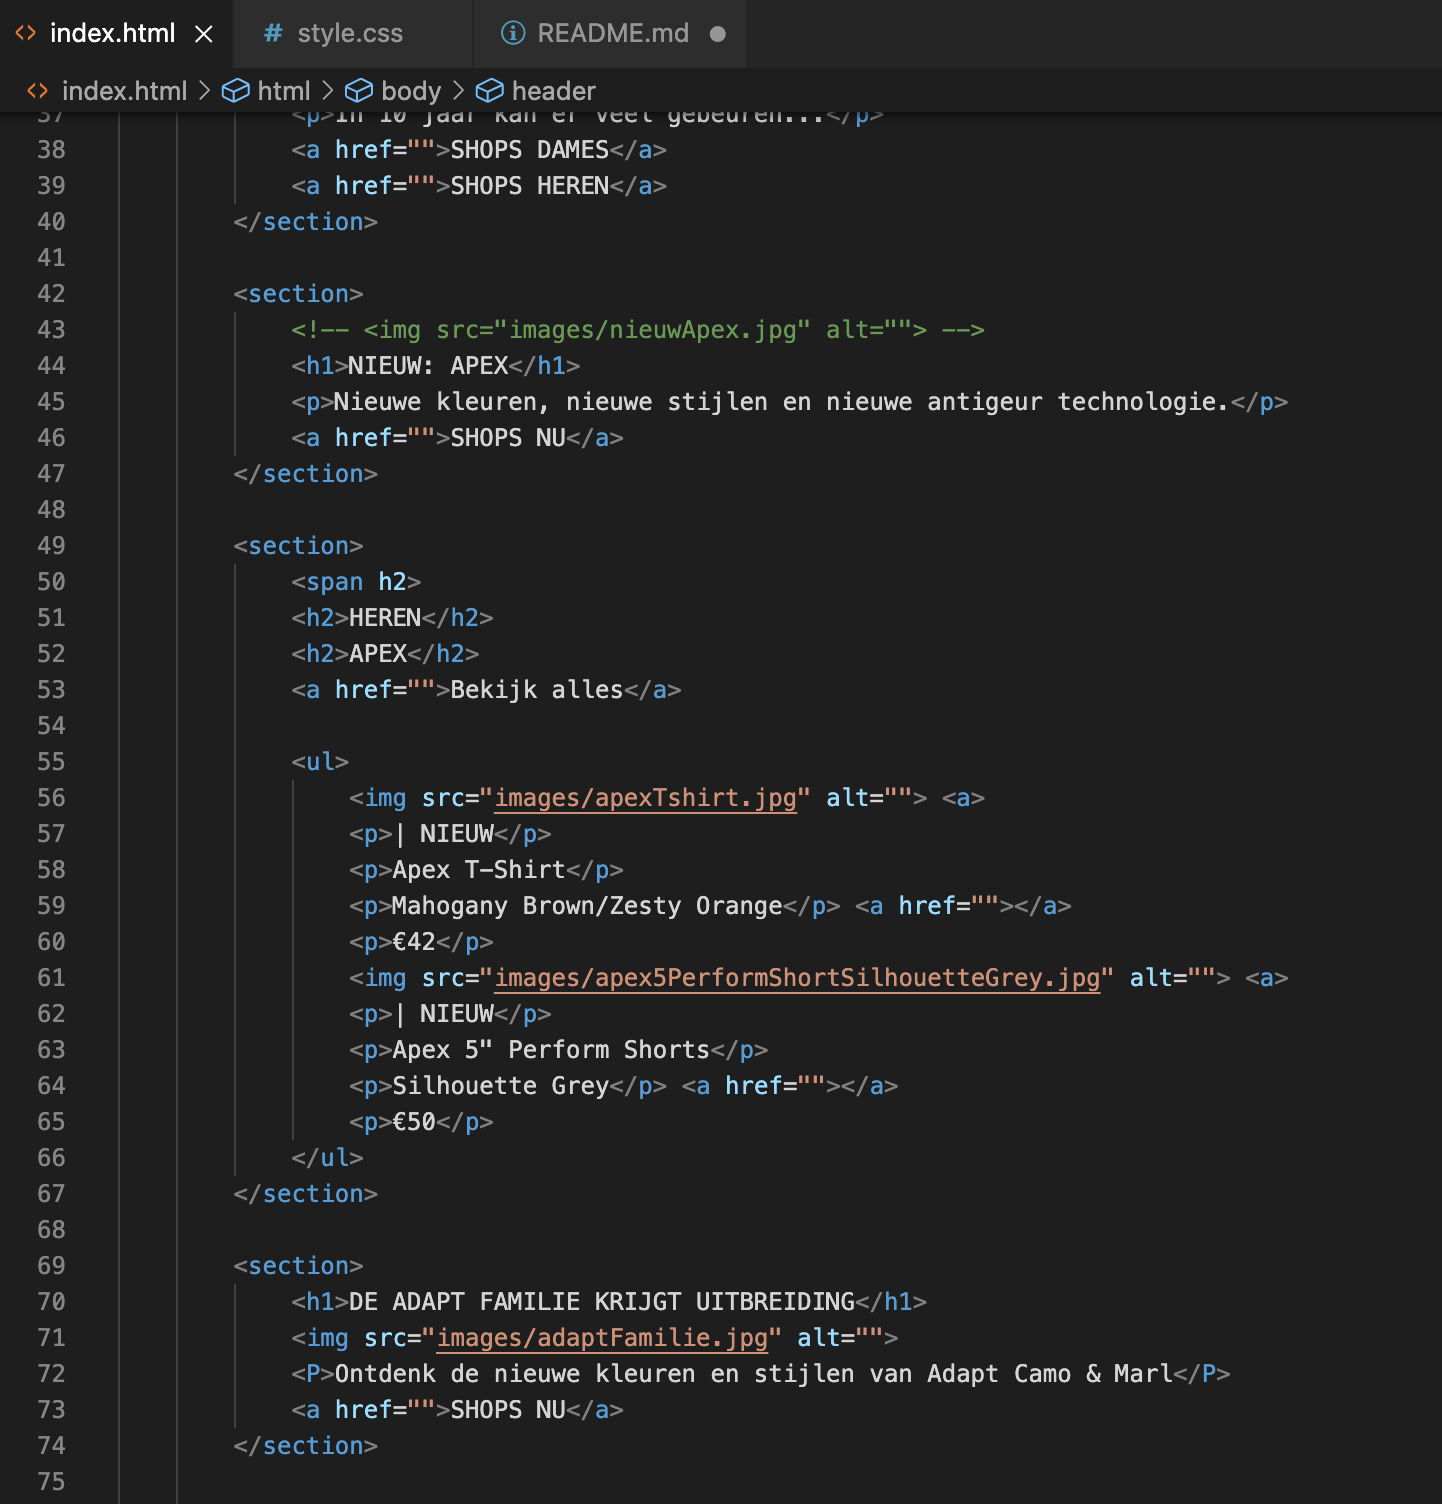 index.html
style.css
README.md
index.html > html > body > header
37 <p>In 10 jaar kan er veel gebeuren...</p>
38 <a href="">SHOPS DAMES</a>
39 <a href="">SHOPS HEREN</a>
40 </section>
41
42 <section>
43 <!-- <img src="images/nieuwApex.jpg" alt=""> -->
44 <h1>NIEUW: APEX</h1>
45 <p>Nieuwe kleuren, nieuwe stijlen en nieuwe antigeur technologie.</p>
46 <a href="">SHOPS NU</a>
47 </section>
48
49 <section>
50 <span h2>
51 <h2>HEREN</h2>
52 <h2>APEX</h2>
53 <a href="">Bekijk alles</a>
54
55 <ul>
56 <img src="images/apexTshirt.jpg" alt=""> <a>
57 <p>| NIEUW</p>
58 <p>Apex T-Shirt</p>
59 <p>Mahogany Brown/Zesty Orange</p> <a href=""></a>
60 <p>€42</p>
61 <img src="images/apex5PerformShortSilhouetteGrey.jpg" alt=""> <a>
62 <p>| NIEUW</p>
63 <p>Apex 5" Perform Shorts</p>
64 <p>Silhouette Grey</p> <a href=""></a>
65 <p>€50</p>
66 </ul>
67 </section>
68
69 <section>
70 <h1>DE ADAPT FAMILIE KRIJGT UITBREIDING</h1>
71 <img src="images/adaptFamilie.jpg" alt="">
72 <P>Ontdenk de nieuwe kleuren en stijlen van Adapt Camo & Marl</P>
73 <a href="">SHOPS NU</a>
74 </section>
75